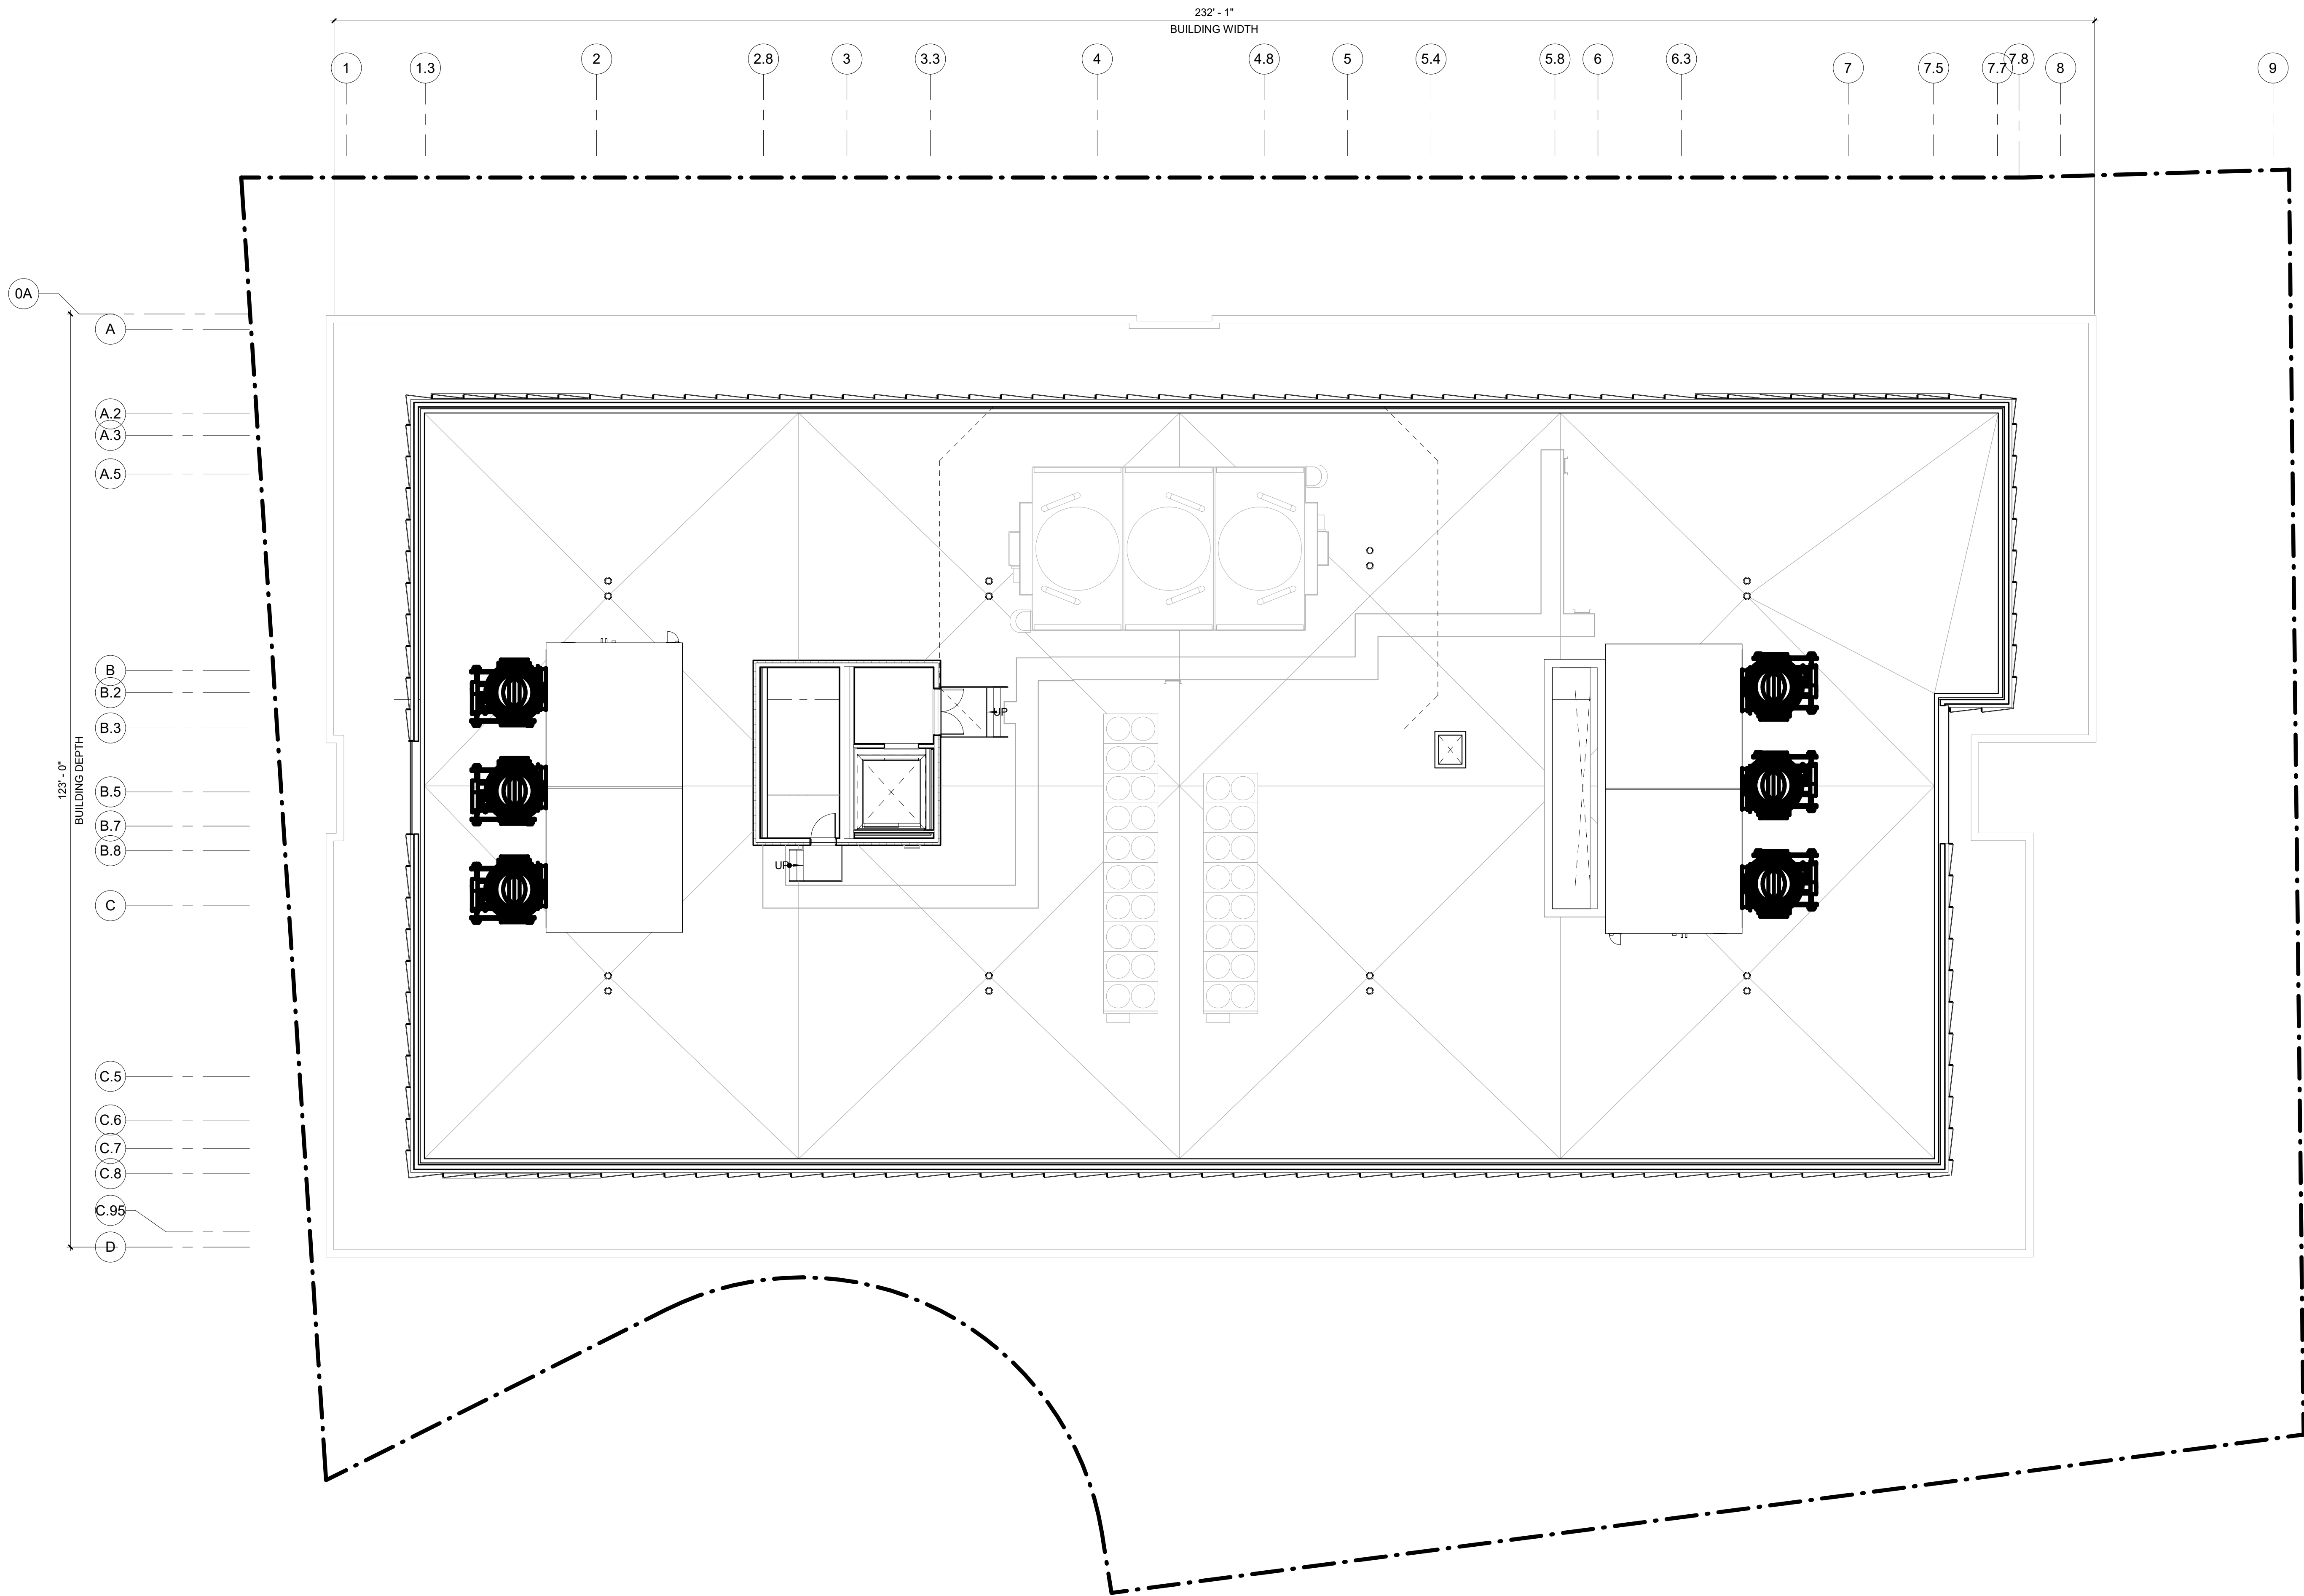 232' - 1"
BUILDING WIDTH
1
1.3
2
2.8
3
3.3
4
4.8
5
5.4
5.8
6
6.3
7
7.5
7.7
7.8
8
9
0A
A
A.2
A.3
A.5
B
B.2
B.3
B.5
B.7
B.8
C
C.5
C.6
C.7
C.8
C.95
D
123' - 0"
BUILDING DEPTH
UP
UP